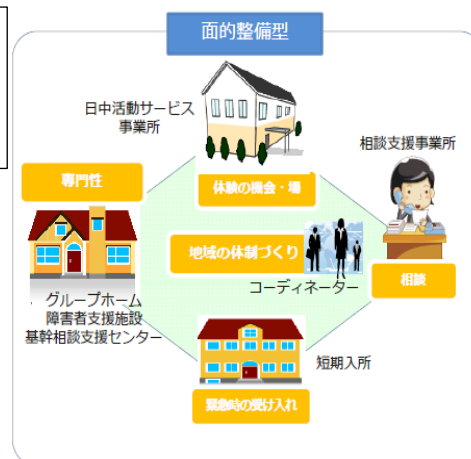 面的整備型
日中活動サービス
事業所
相談支援事業所
専門性
体験の機会・場
地域の体制づくり
コーディネーター
相談
グループホーム
障害者支援施設
基幹相談支援センター
短期入所
緊急時の受け入れ